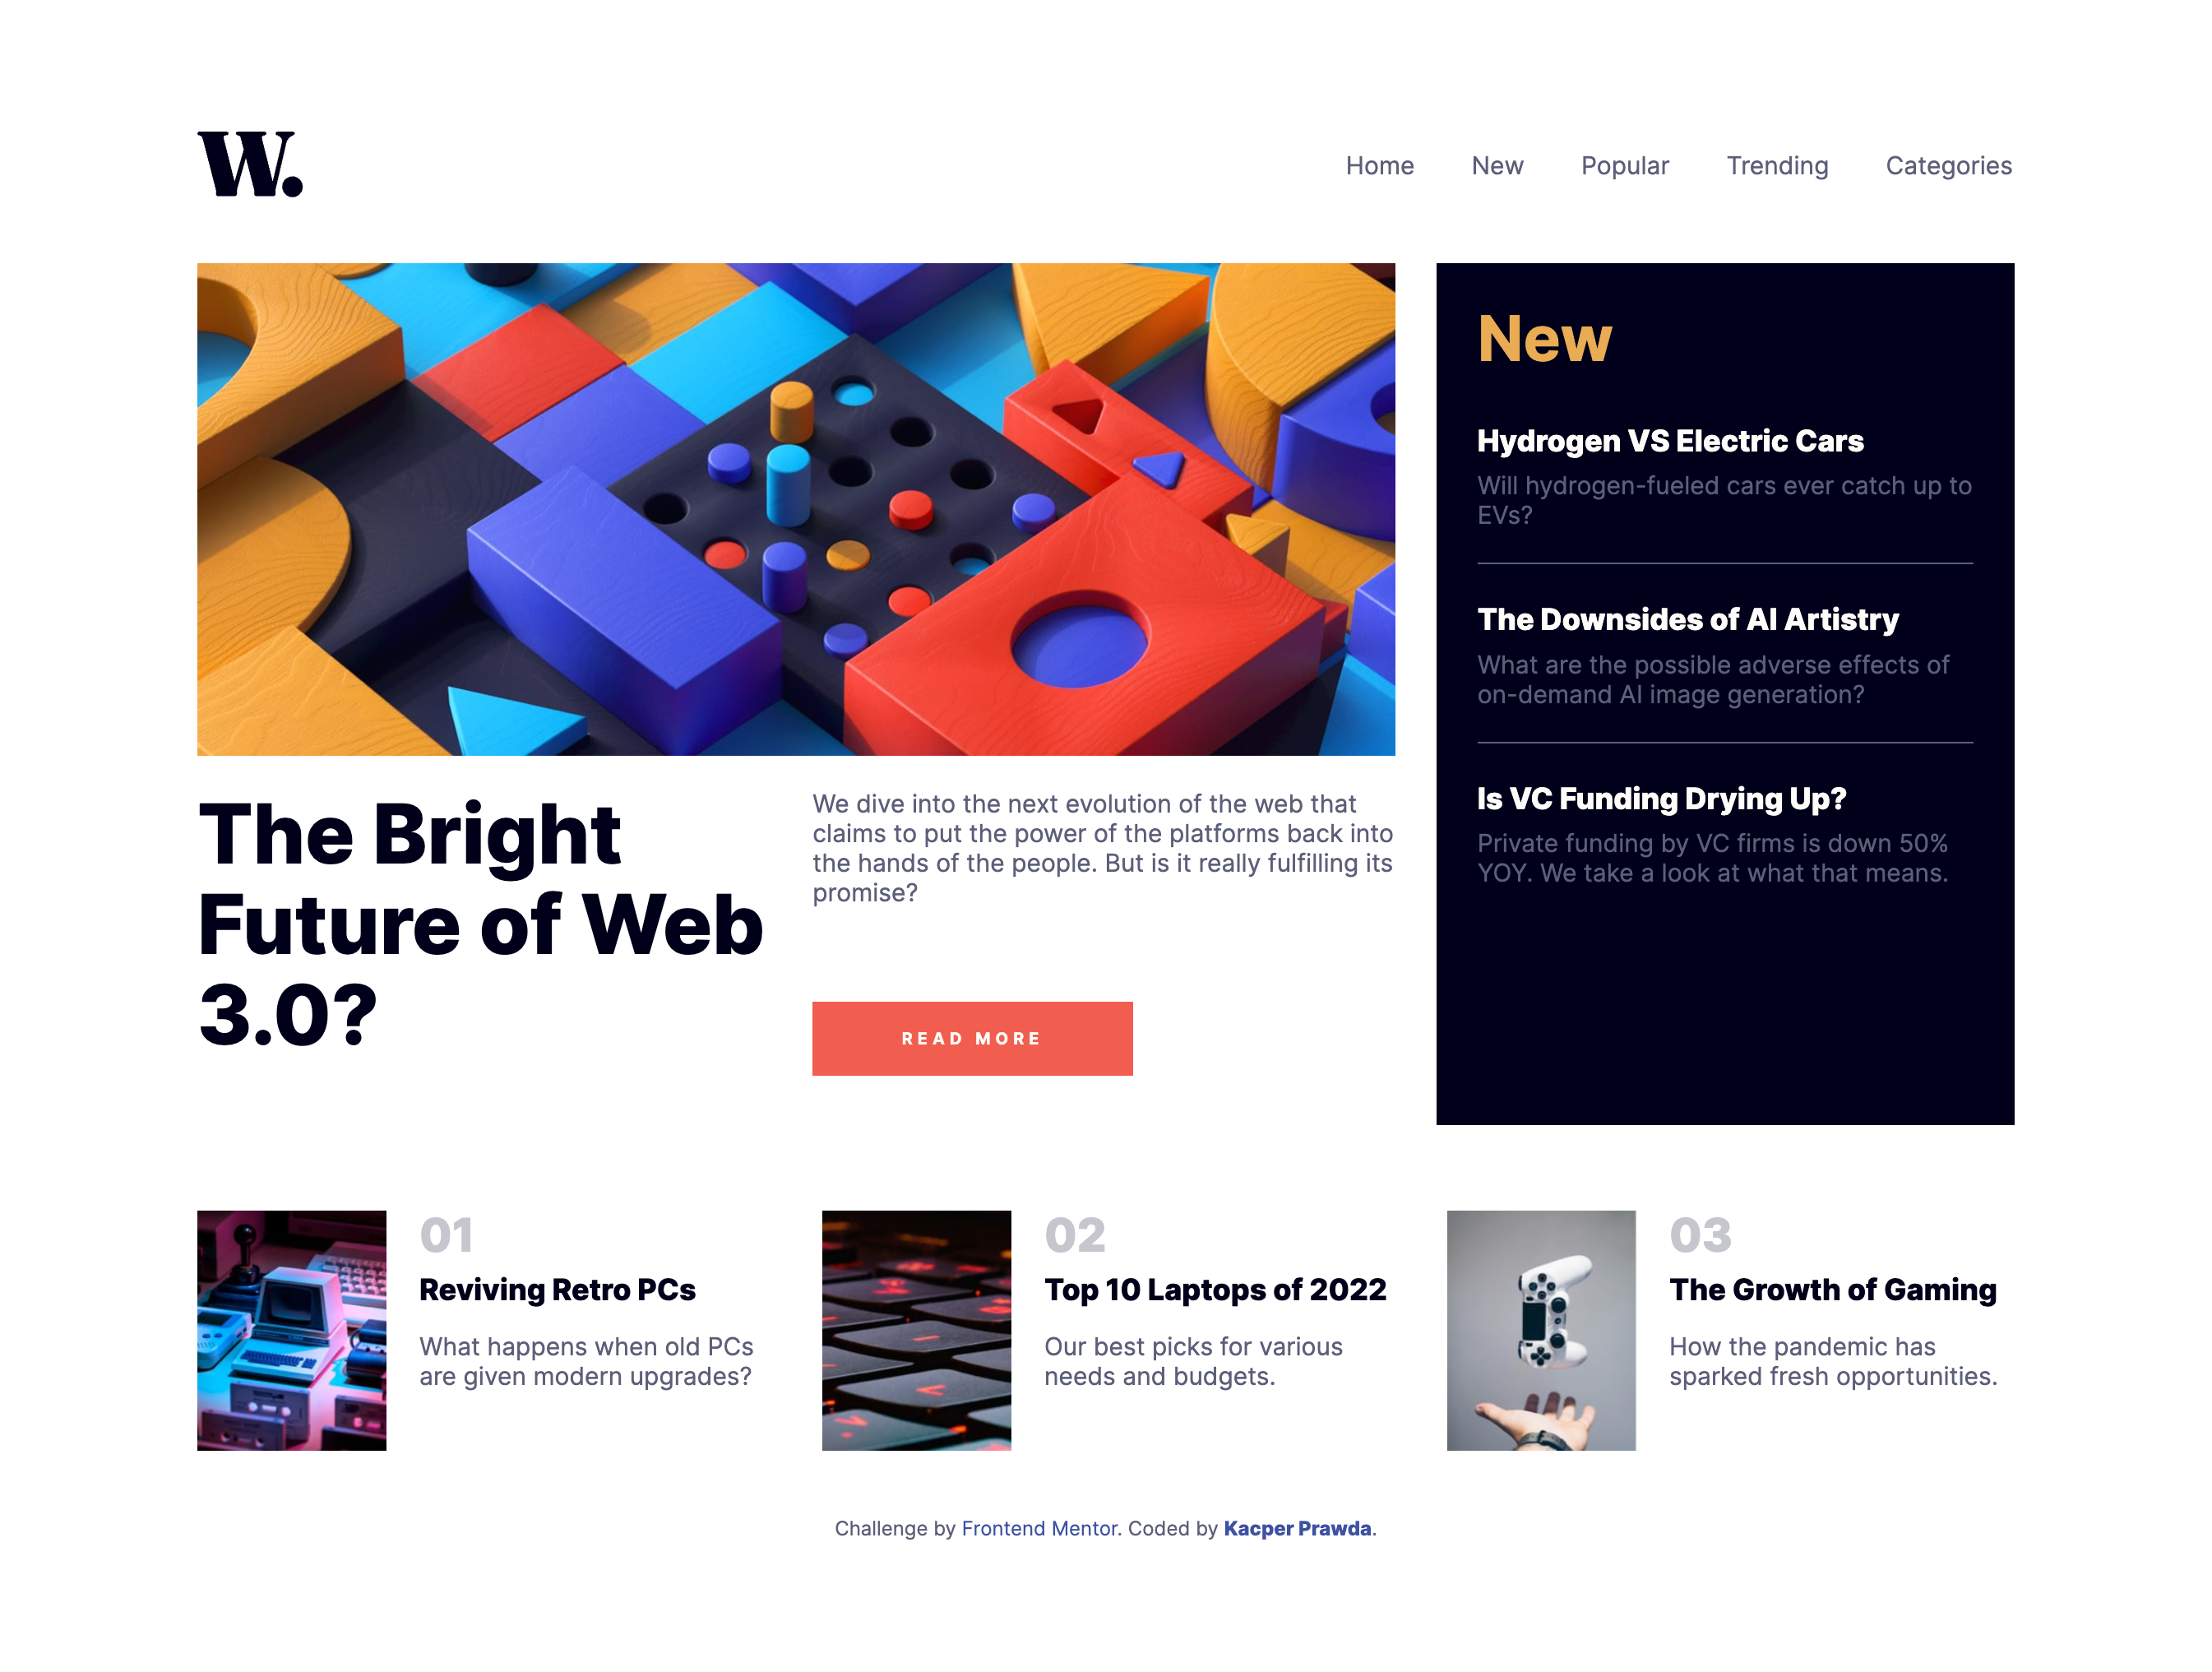 W.
Home New Popular Trending Categories
New
Hydrogen VS Electric Cars
Will hydrogen-fueled cars ever catch up to
EVs?
The Downsides of AI Artistry
What are the possible adverse effects of
on-demand AI image generation?
Is VC Funding Drying Up?
Private funding by VC firms is down 50%
YOY. We take a look at what that means.
The Bright
Future of Web
3.0?
We dive into the next evolution of the web that
claims to put the power of the platforms back into
the hands of the people. But is it really fulfilling its
promise?
READ MORE
01
Reviving Retro PCs
What happens when old PCs
are given modern upgrades?
02
Top 10 Laptops of 2022
Our best picks for various
needs and budgets.
03
The Growth of Gaming
How the pandemic has
sparked fresh opportunities.
Challenge by Frontend Mentor. Coded by Kacper Prawda.